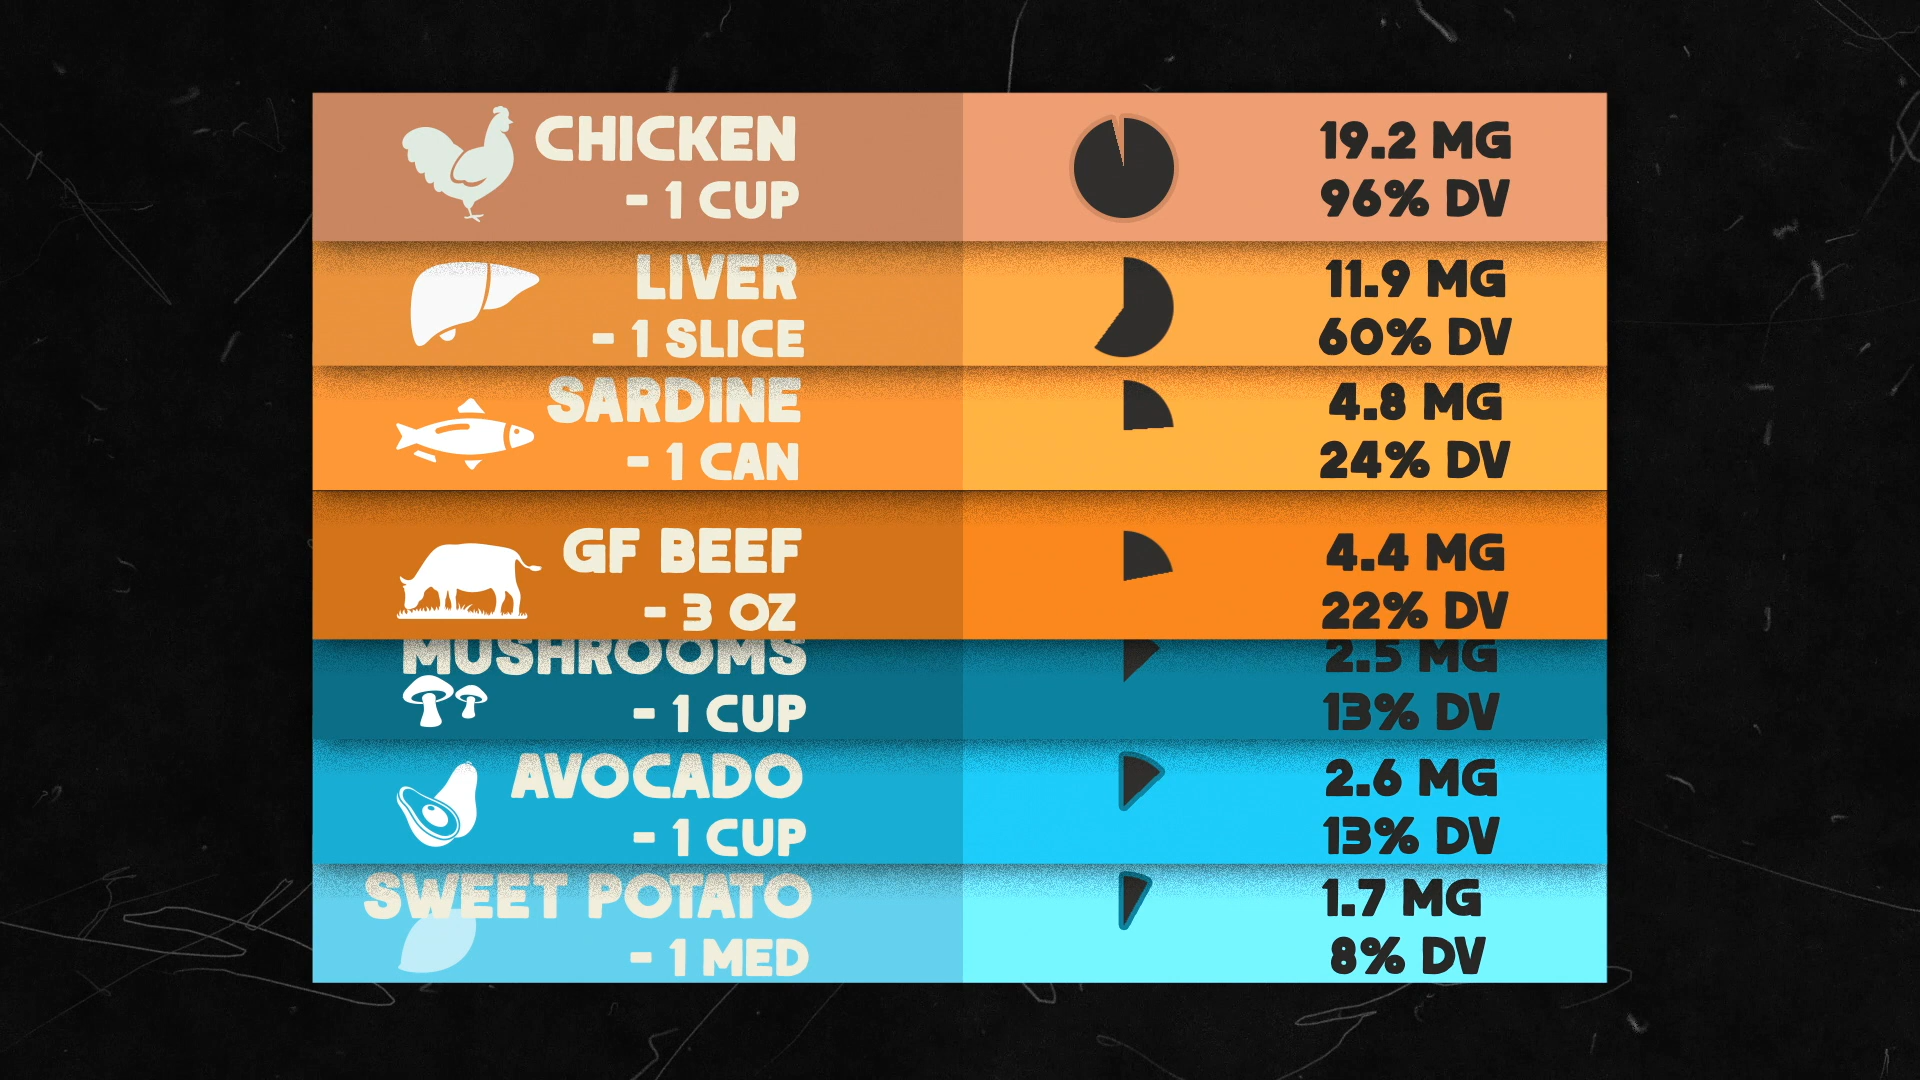 CHICKEN
- 1 CUP
19.2 MG
96% DV
LIVER
- 1 SLICE
11.9 MG
60% DV
SARDINE
- 1 CAN
4.8 MG
24% DV
GF BEEF
- 3 OZ
4.4 MG
22% DV
MUSHROOMS
- 1 CUP
2.5 MG
13% DV
AVOCADO
- 1 CUP
2.6 MG
13% DV
SWEET POTATO
- 1 MED
1.7 MG
8% DV